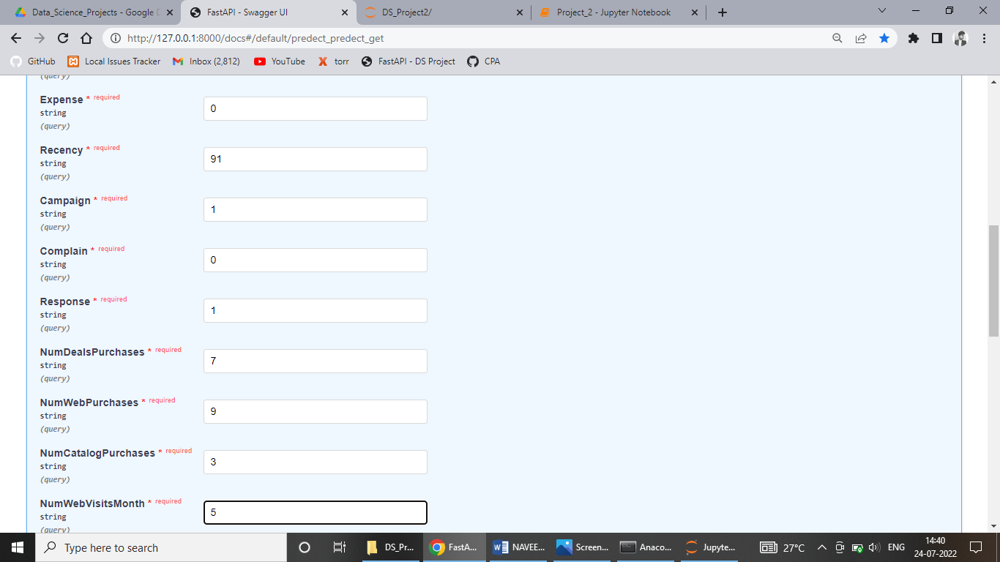 Data_Science_Projects - Google D
FastAPI - Swagger UI
DS_Project2/
Project_2 - Jupyter Notebook
http://127.0.0.1:8000/docs#/default/predect_predect_get
GitHub
Local Issues Tracker
Inbox (2,812)
YouTube
torr
FastAPI - DS Project
CPA
(query)
Expense * required
string
(query)
0
Recency * required
string
(query)
91
Campaign * required
string
(query)
1
Complain * required
string
(query)
0
Response * required
string
(query)
1
NumDealsPurchases * required
string
(query)
7
NumWebPurchases * required
string
(query)
9
NumCatalogPurchases * required
string
(query)
3
NumWebVisitsMonth * required
string
(query)
5
Type here to search
DS_Pr...
FastA...
NAVEE...
Screen...
Anaco...
Jupyte...
27°C
ENG
14:40
24-07-2022